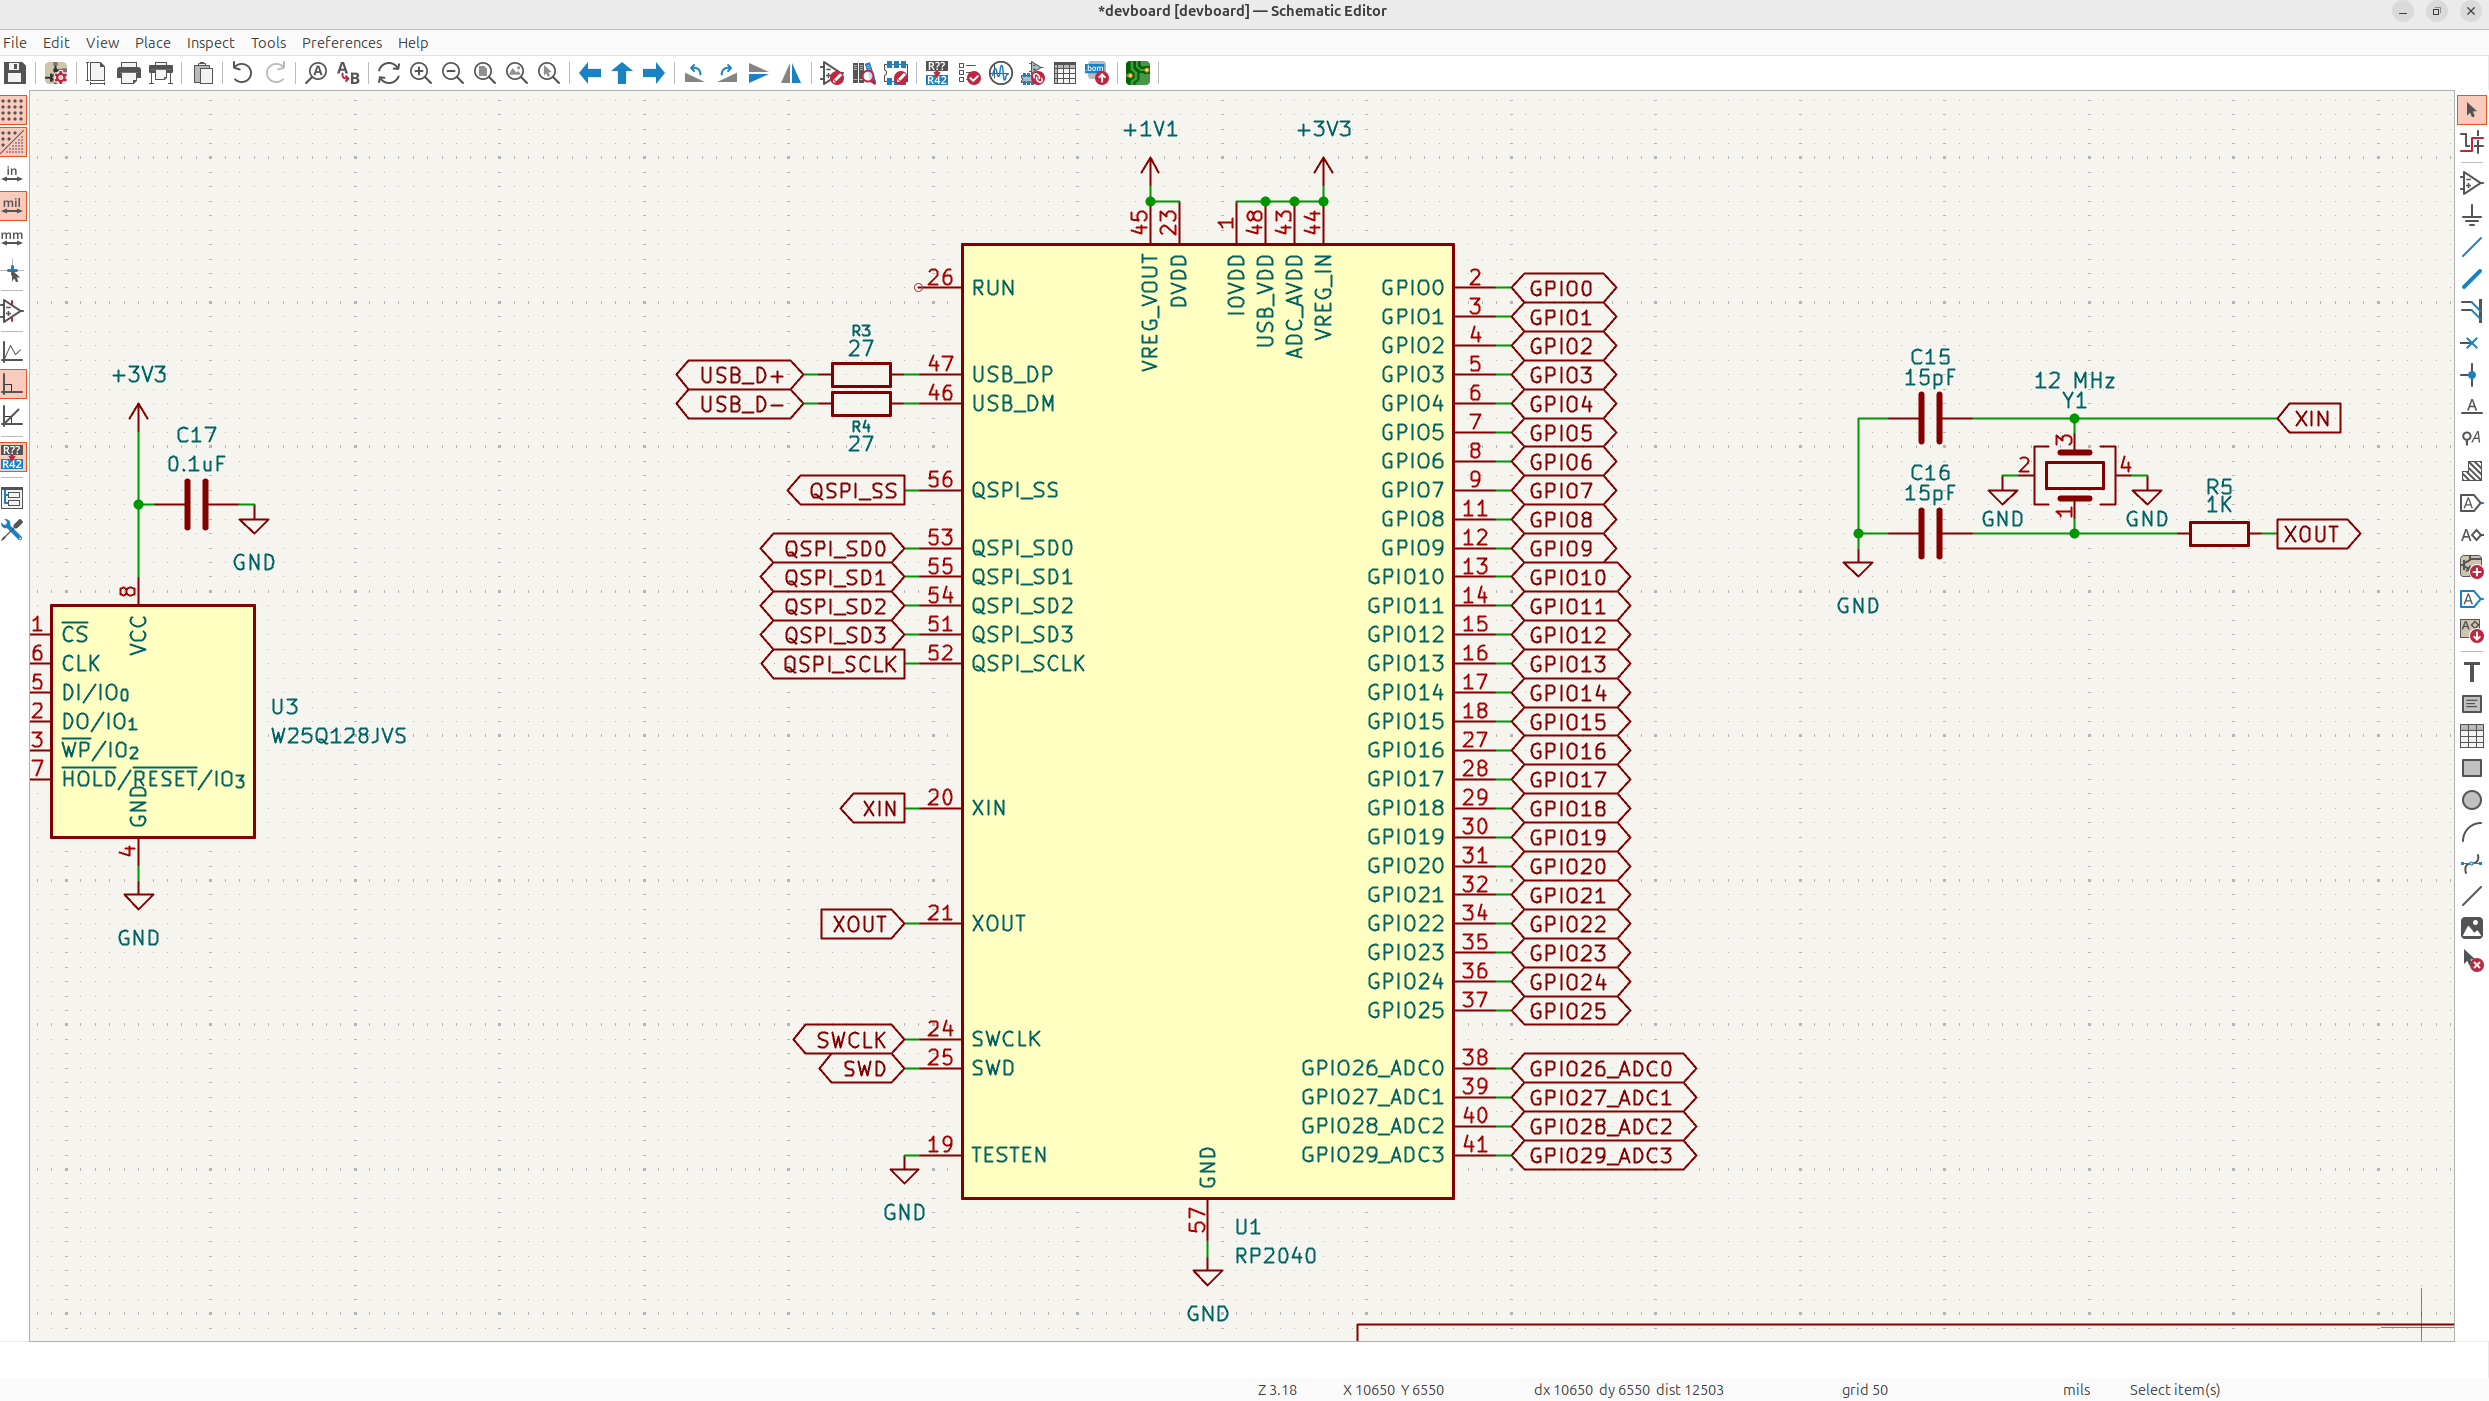 *devboard [devboard] — Schematic Editor
File Edit View Place Inspect Tools Preferences Help
in
mil
mm
R??
R42
+3V3
C17
0.1uF
GND
8
1 CS
VCC
6 CLK
5 DI/IO0
2 DO/IO1
3 WP/IO2
7 HOLD/RESET/IO3
GND
4
GND
U3
W25Q128JVS
+1V1
+3V3
45 23 1 48 43 44
VREG_VOUT DVDD IOVDD USB_VDD ADC_AVDD VREG_IN
26 RUN
R3
27
USB_D+ 47 USB_DP
USB_D- 46 USB_DM
R4
27
QSPI_SS 56 QSPI_SS
QSPI_SD0 53 QSPI_SD0
QSPI_SD1 55 QSPI_SD1
QSPI_SD2 54 QSPI_SD2
QSPI_SD3 51 QSPI_SD3
QSPI_SCLK 52 QSPI_SCLK
XIN 20 XIN
XOUT 21 XOUT
SWCLK 24 SWCLK
SWD 25 SWD
19 TESTEN
GND
GND
57
GND
U1
RP2040
GPIO0 2 GPIO0
GPIO1 3 GPIO1
GPIO2 4 GPIO2
GPIO3 5 GPIO3
GPIO4 6 GPIO4
GPIO5 7 GPIO5
GPIO6 8 GPIO6
GPIO7 9 GPIO7
GPIO8 11 GPIO8
GPIO9 12 GPIO9
GPIO10 13 GPIO10
GPIO11 14 GPIO11
GPIO12 15 GPIO12
GPIO13 16 GPIO13
GPIO14 17 GPIO14
GPIO15 18 GPIO15
GPIO16 27 GPIO16
GPIO17 28 GPIO17
GPIO18 29 GPIO18
GPIO19 30 GPIO19
GPIO20 31 GPIO20
GPIO21 32 GPIO21
GPIO22 34 GPIO22
GPIO23 35 GPIO23
GPIO24 36 GPIO24
GPIO25 37 GPIO25
GPIO26_ADC0 38 GPIO26_ADC0
GPIO27_ADC1 39 GPIO27_ADC1
GPIO28_ADC2 40 GPIO28_ADC2
GPIO29_ADC3 41 GPIO29_ADC3
C15
15pF
12 MHz
Y1
XIN
3
2 4
1
GND GND
C16
15pF
R5
1K
XOUT
GND
Z 3.18 X 10650 Y 6550 dx 10650 dy 6550 dist 12503 grid 50 mils Select item(s)